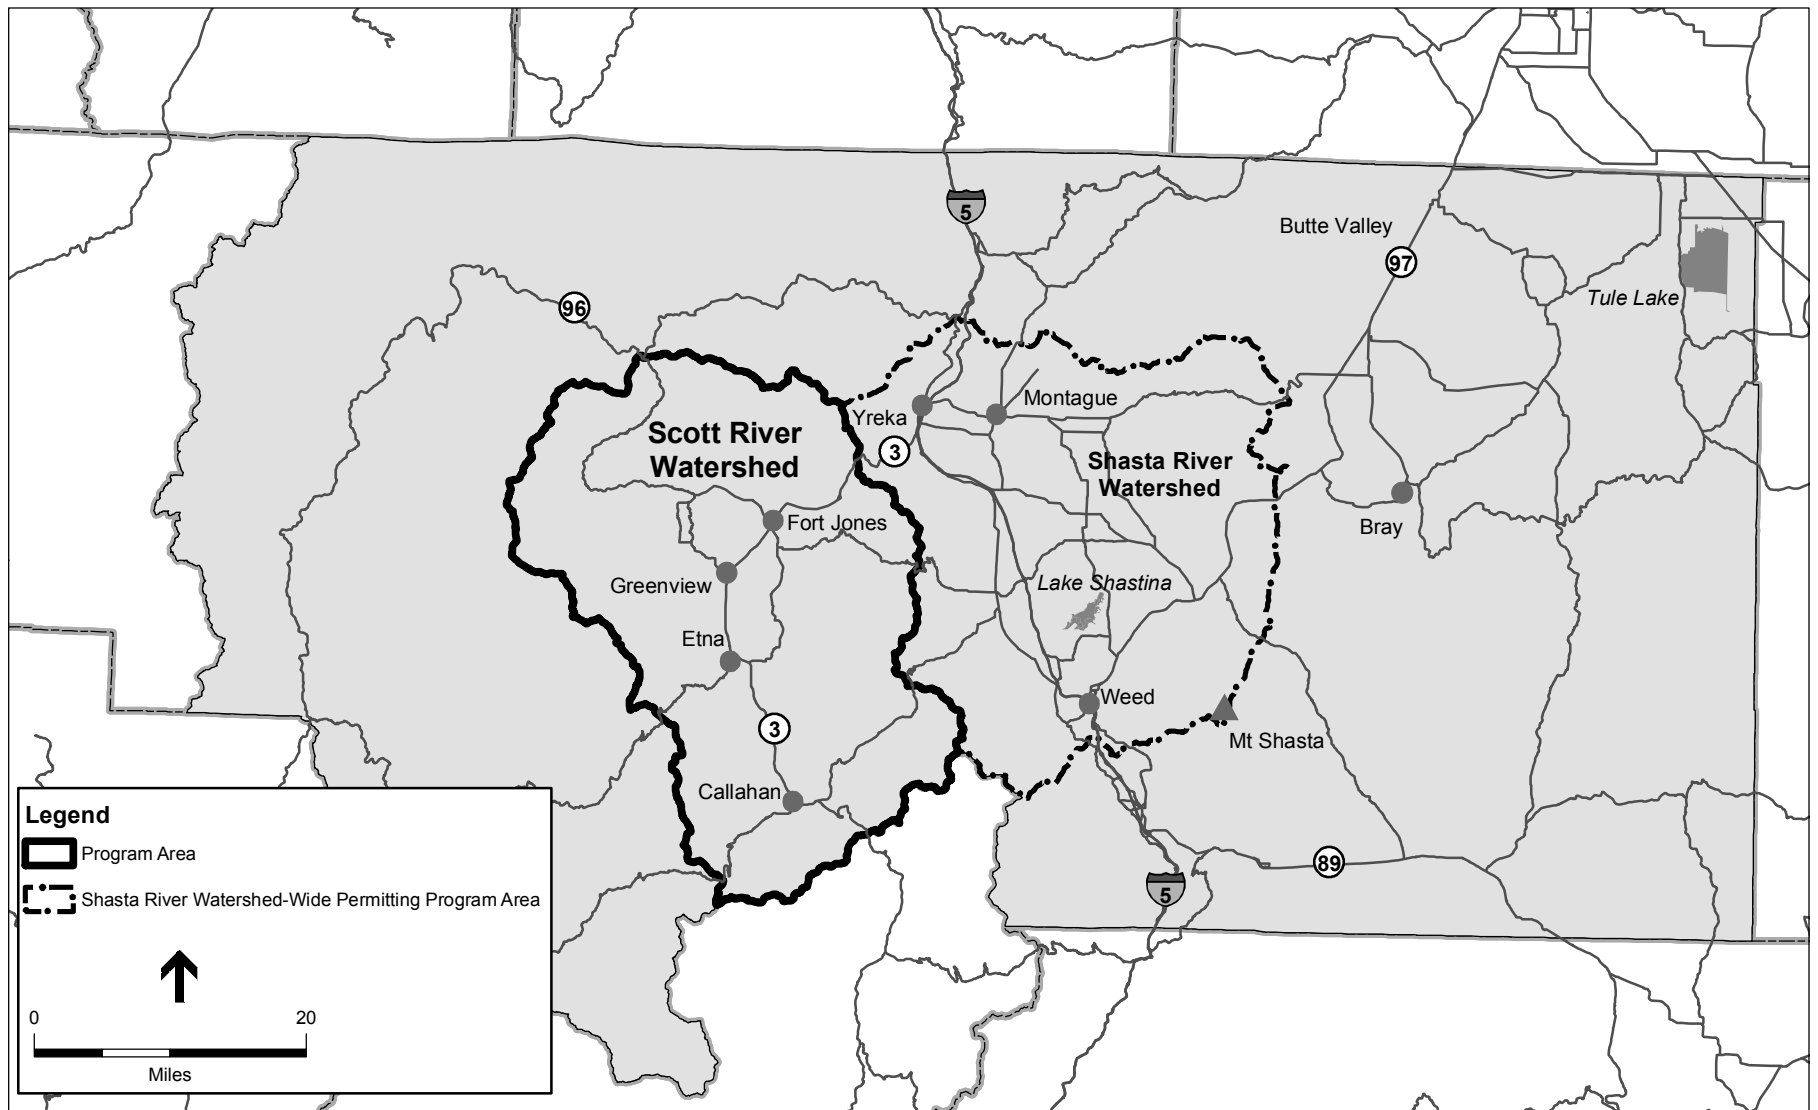 5
Butte Valley
97
Tule Lake
96
Montague
Yreka
3
Scott River
Watershed
Shasta River
Watershed
Fort Jones
Bray
Greenview
Lake Shastina
Etna
Weed
3
Mt Shasta
Callahan
89
5
Legend
Program Area
Shasta River Watershed-Wide Permitting Program Area
0 20
Miles